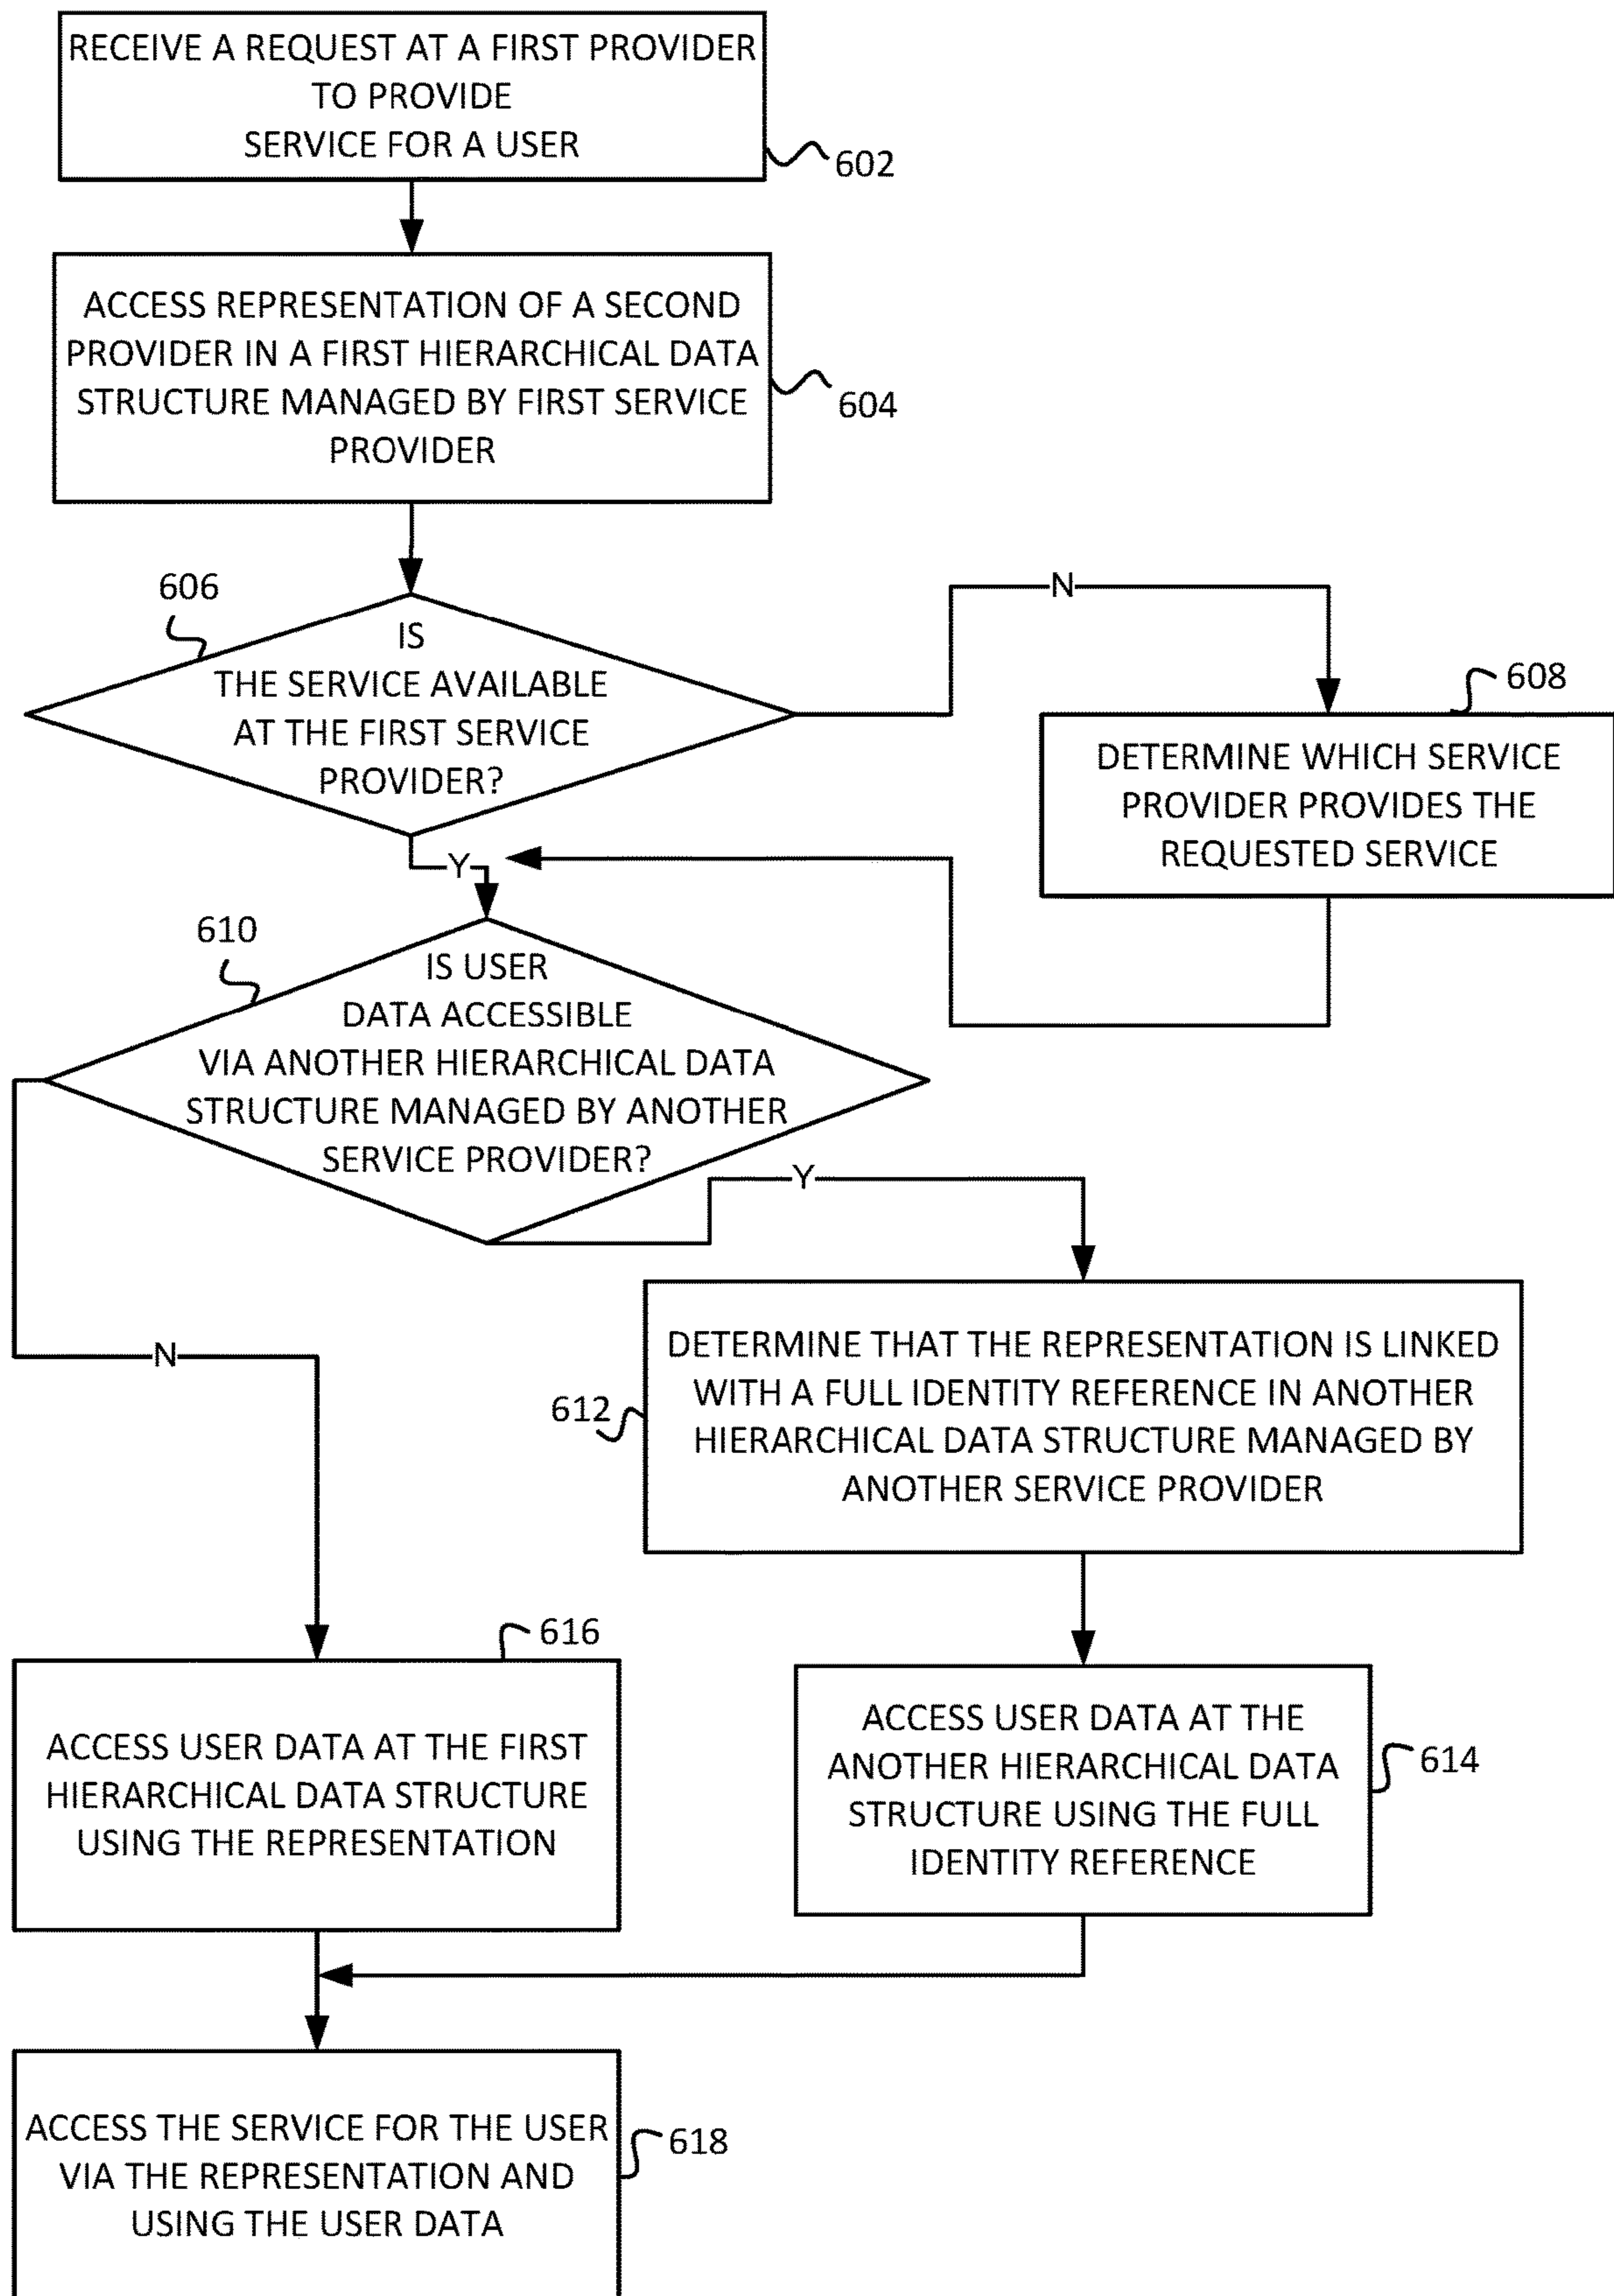 RECEIVE A REQUEST AT A FIRST PROVIDER
TO PROVIDE
SERVICE FOR A USER
602
ACCESS REPRESENTATION OF A SECOND
PROVIDER IN A FIRST HIERARCHICAL DATA
STRUCTURE MANAGED BY FIRST SERVICE
PROVIDER
604
606
IS
THE SERVICE AVAILABLE
AT THE FIRST SERVICE
PROVIDER?
N
608
DETERMINE WHICH SERVICE
PROVIDER PROVIDES THE
REQUESTED SERVICE
Y
610
IS USER
DATA ACCESSIBLE
VIA ANOTHER HIERARCHICAL DATA
STRUCTURE MANAGED BY ANOTHER
SERVICE PROVIDER?
Y
N
612
DETERMINE THAT THE REPRESENTATION IS LINKED
WITH A FULL IDENTITY REFERENCE IN ANOTHER
HIERARCHICAL DATA STRUCTURE MANAGED BY
ANOTHER SERVICE PROVIDER
616
ACCESS USER DATA AT THE FIRST
HIERARCHICAL DATA STRUCTURE
USING THE REPRESENTATION
ACCESS USER DATA AT THE
ANOTHER HIERARCHICAL DATA
STRUCTURE USING THE FULL
IDENTITY REFERENCE
614
ACCESS THE SERVICE FOR THE USER
VIA THE REPRESENTATION AND
USING THE USER DATA
618